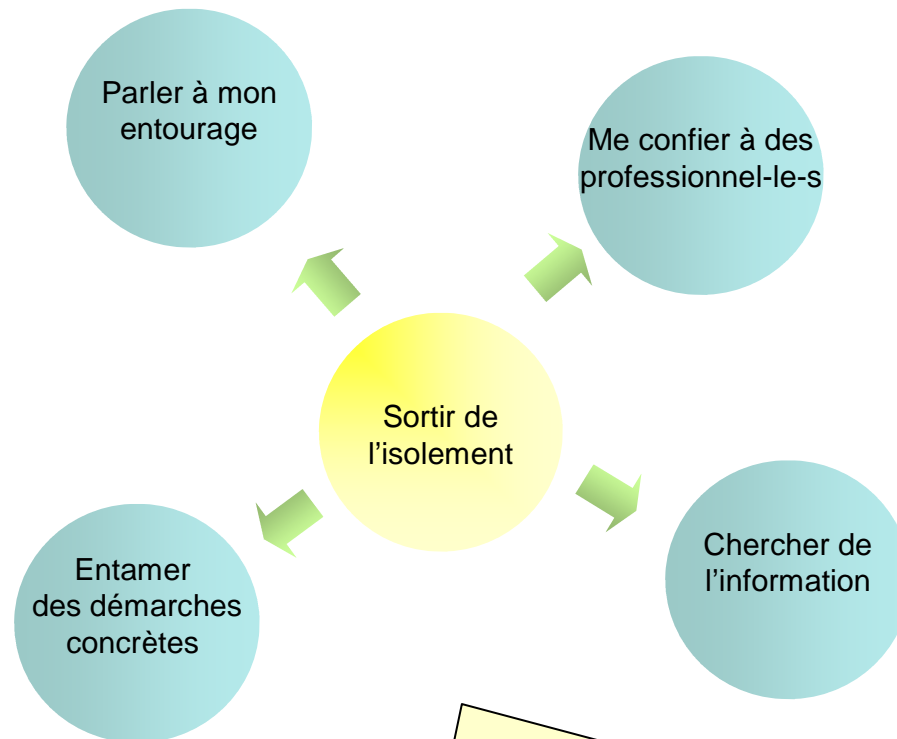 Parler à mon
entourage
Me confier à des
professionnel-le-s
Sortir de
l’isolement
Entamer
des démarches
concrètes
Chercher de
l’information